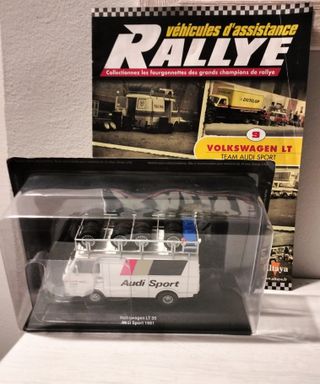 véhicules d'assistance
RALLYE
Collectionnez les fourgonnettes des grands champions de rallye
DUNLOP
9
VOLKSWAGEN LT
TEAM AUDI SPORT
Altaya
Audi Sport
Volkswagen LT 35
Audi Sport 1981